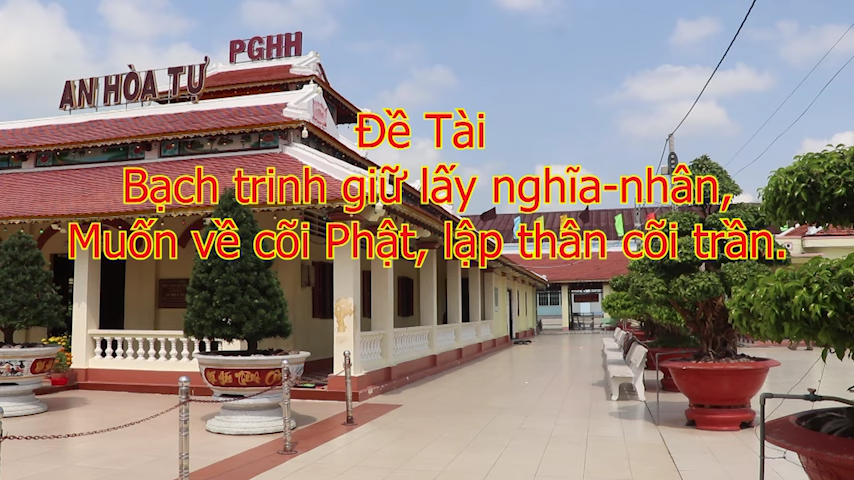 PGHH
AN HÒA TỰ
Đề Tài
Bạch trinh giữ lấy nghĩa-nhân,
Muốn về cõi Phật, lập thân cõi trần.